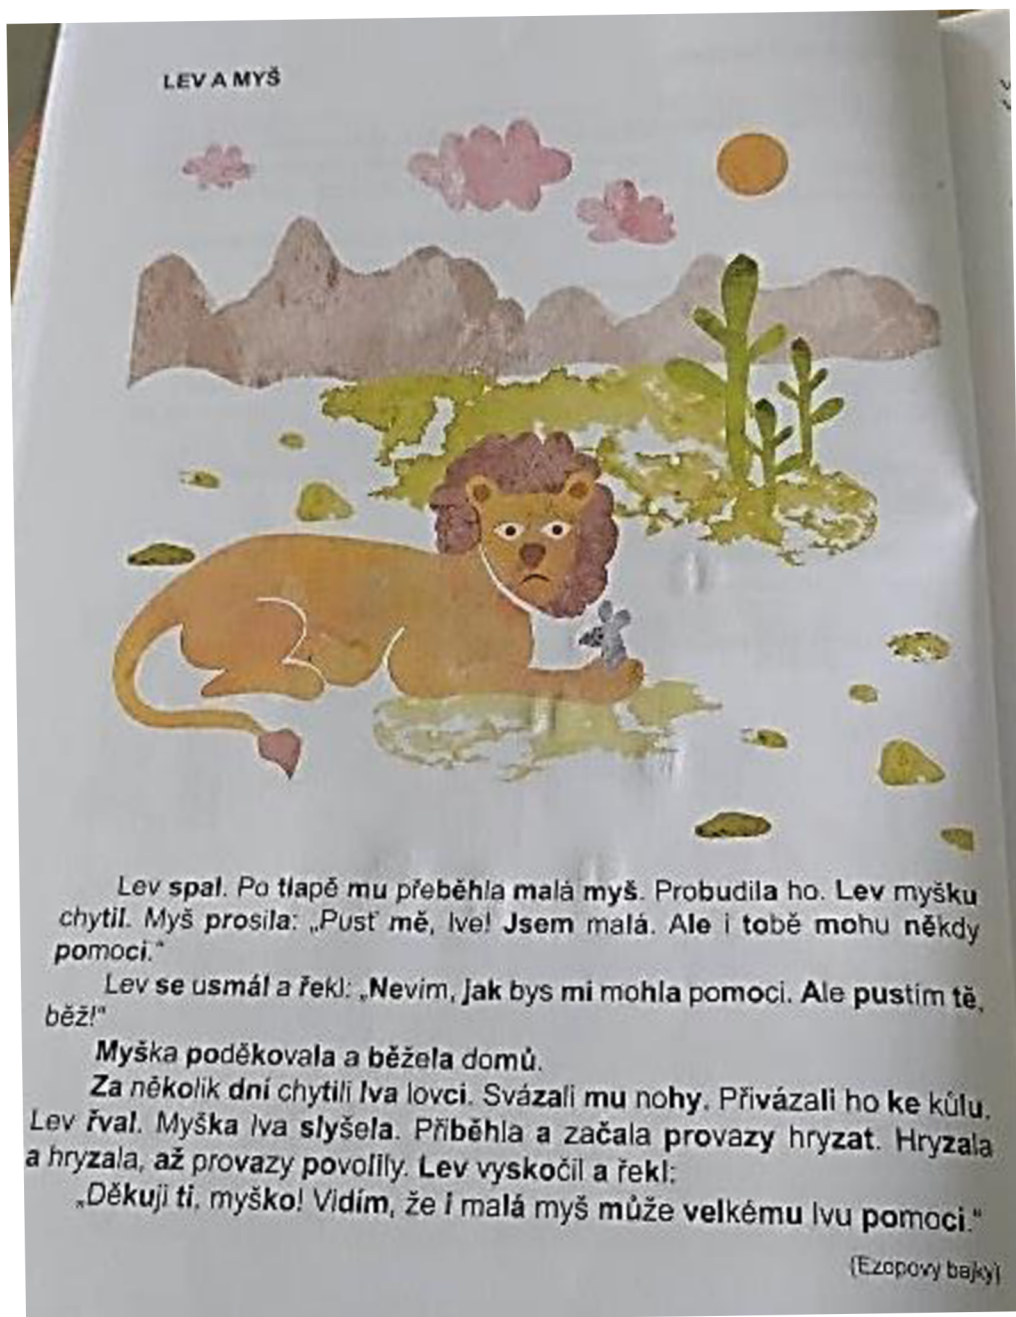 LEV A MYŠ
Lev spal. Po tlapě mu přeběhla malá myš. Probudila ho. Lev myšku
chytil. Myš prosila: „Pusť mě, lve! Jsem malá. Ale i tobě mohu někdy
pomoci.“
Lev se usmál a řekl: „Nevím, jak bys mi mohla pomoci. Ale pustím tě,
běž!“
Myška poděkovala a běžela domů.
Za několik dní chytili lva lovci. Svázali mu nohy. Přivázali ho ke kůlu.
Lev řval. Myška lva slyšela. Přiběhla a začala provazy hryzat. Hryzala
a hryzala, až provazy povolily. Lev vyskočil a řekl:
„Děkuji ti, myško! Vidím, že i malá myš může velkému lvu pomoci.“
(Ezopovy bajky)